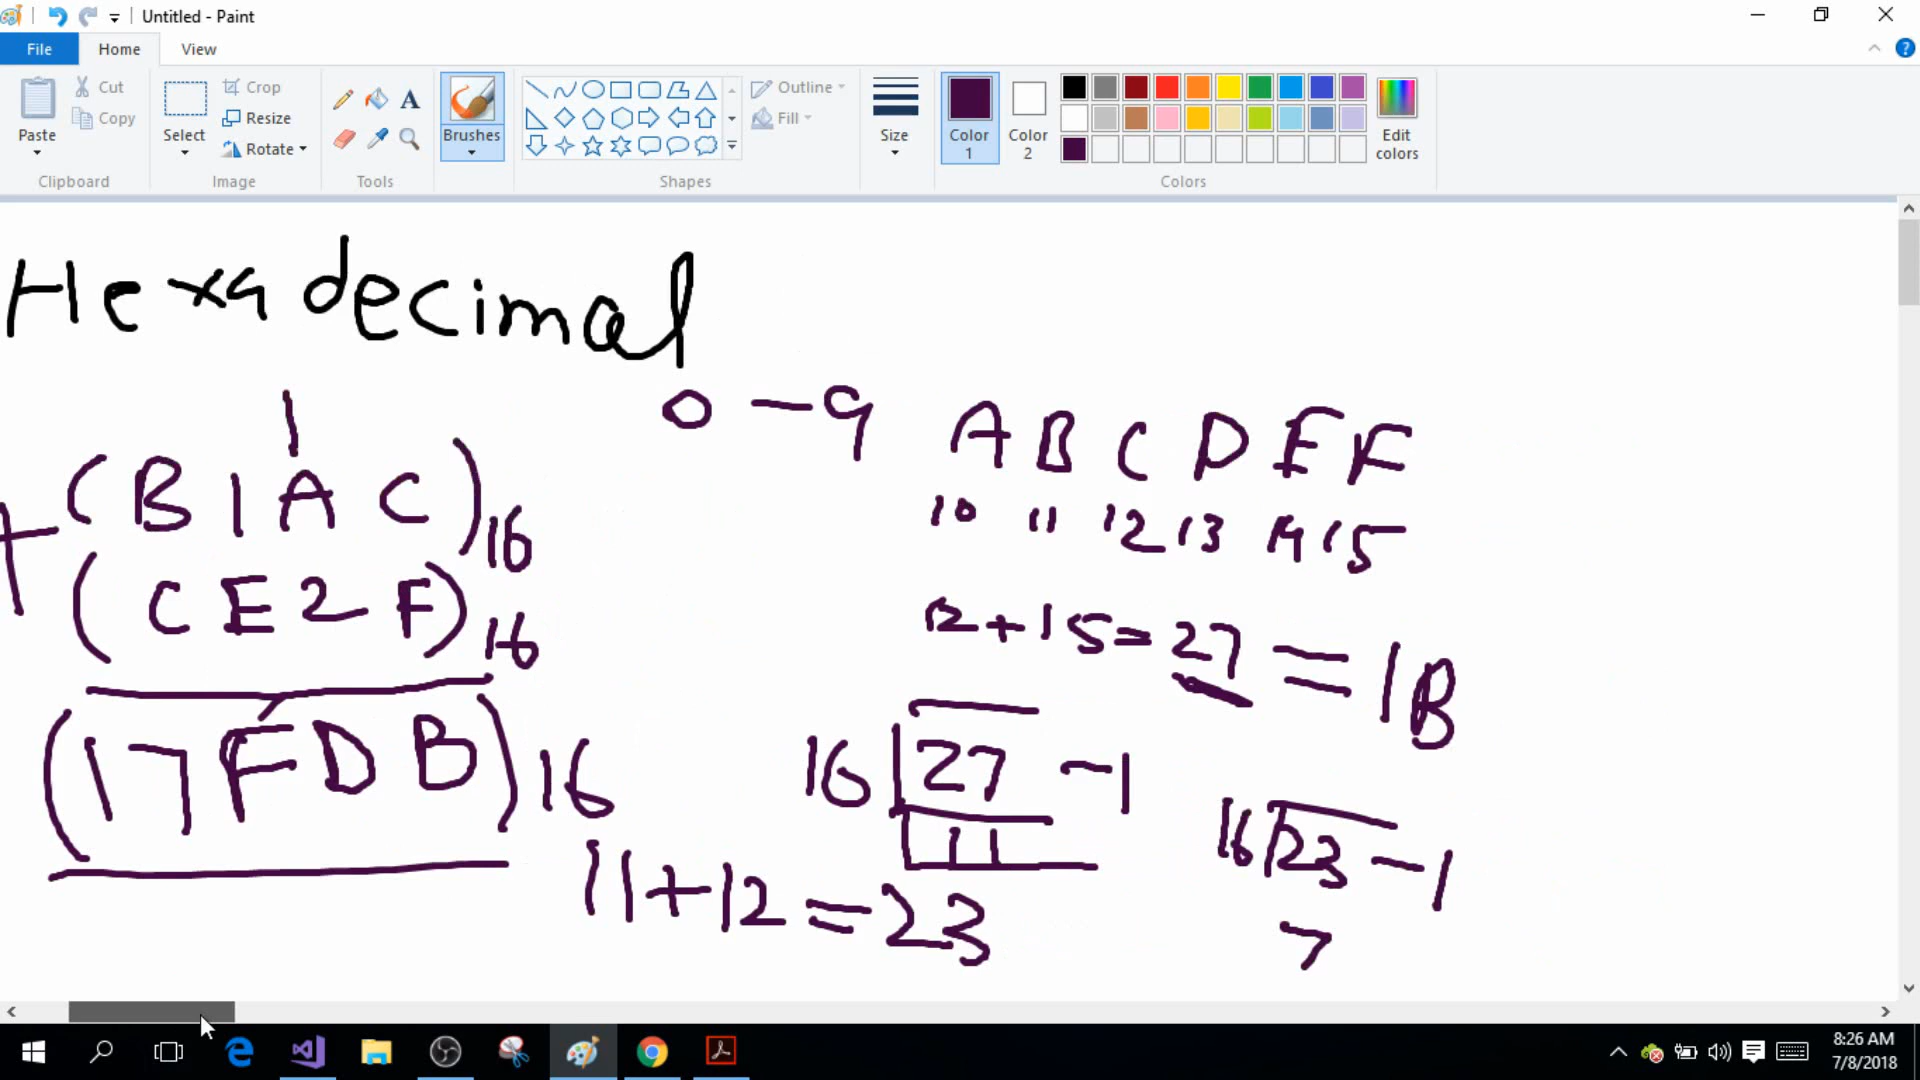 Untitled - Paint
File Home View
Paste Cut Copy Clipboard
Select Crop Resize Rotate Image
Tools
Brushes
Outline Fill Shapes
Size
Color 1 Color 2 Edit colors Colors
Hexadecimal
0 - 9 A B C D E F
10 11 12 13 14 15
1
+ (B 1 A C)16
(C E 2 F)16
(1 7 F D B)16
12 + 15 = 27 = 1B
16 27 - 1
11
11 + 12 = 23
16 23 - 1
7
8:26 AM
7/8/2018